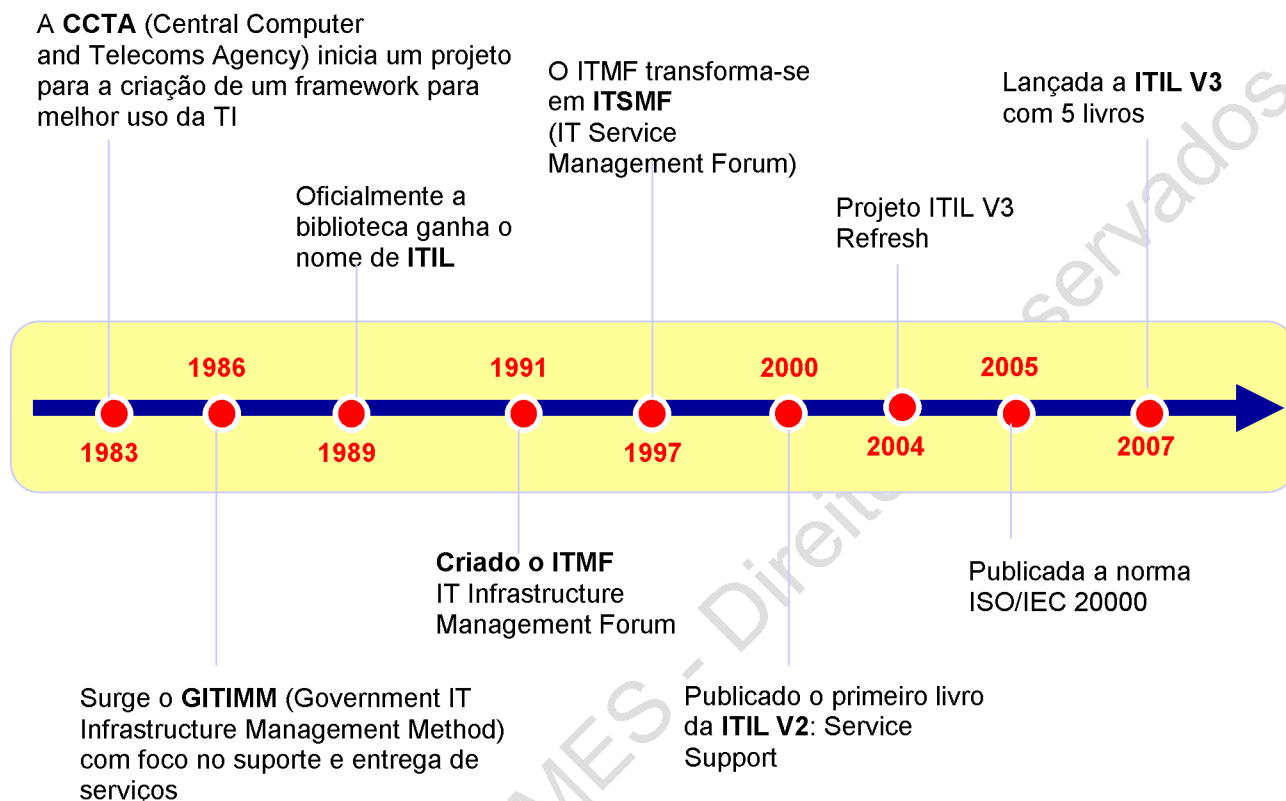 A CCTA (Central Computer
and Telecoms Agency) inicia um projeto
para a criação de um framework para
melhor uso da TI
Oficialmente a
biblioteca ganha o
nome de ITIL
O ITMF transforma-se
em ITSMF
(IT Service
Management Forum)
Projeto ITIL V3
Refresh
Lançada a ITIL V3
com 5 livros
1986
1991
2000
2005
1983
1989
1997
2004
2007
Criado o ITMF
IT Infrastructure
Management Forum
Publicada a norma
ISO/IEC 20000
Surge o GITIMM (Government IT
Infrastructure Management Method)
com foco no suporte e entrega de
serviços
Publicado o primeiro livro
da ITIL V2: Service
Support